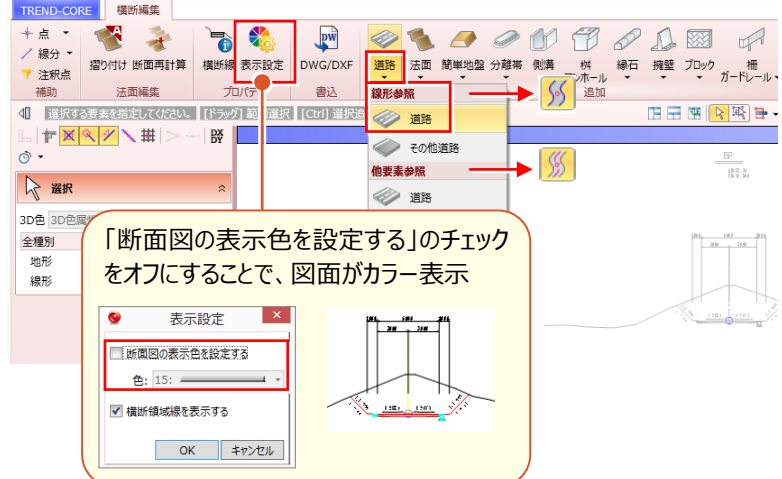 TREND-CORE 横断編集
点
線分
注釈点
補助
摺り付け 断面再計算
法面編集
横断線 表示設定
プロパティ
DWG/DXF
書込
道路 法面 簡単地盤 分離帯 側溝 桝 縁石 擁壁 ブロック 柵
マンホール ガードレール
追加
選択する要素を指定してください。 [ドラッグ] 範囲選択 [Ctrl] 選択追
線形参照
道路
その他道路
他要素参照
道路
選択
3D色 3D色属
全種別
地形
線形
BP
「断面図の表示色を設定する」のチェック
をオフにすることで、図面がカラー表示
表示設定
断面図の表示色を設定する
色: 15:
横断領域線を表示する
OK キャンセル